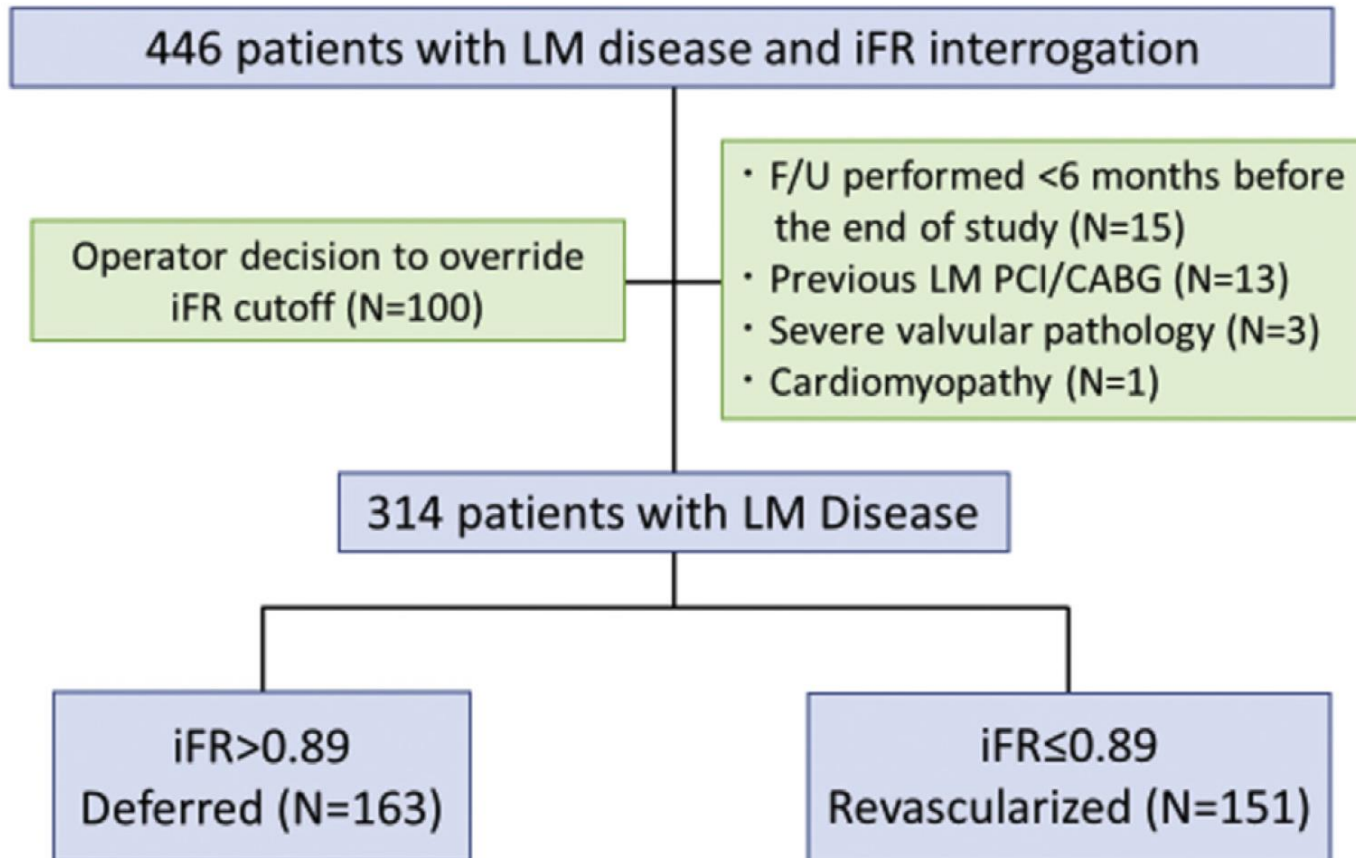 446 patients with LM disease and iFR interrogation
Operator decision to override
iFR cutoff (N=100)
· F/U performed <6 months before
the end of study (N=15)
· Previous LM PCI/CABG (N=13)
· Severe valvular pathology (N=3)
· Cardiomyopathy (N=1)
314 patients with LM Disease
iFR>0.89
Deferred (N=163)
iFR≤0.89
Revascularized (N=151)